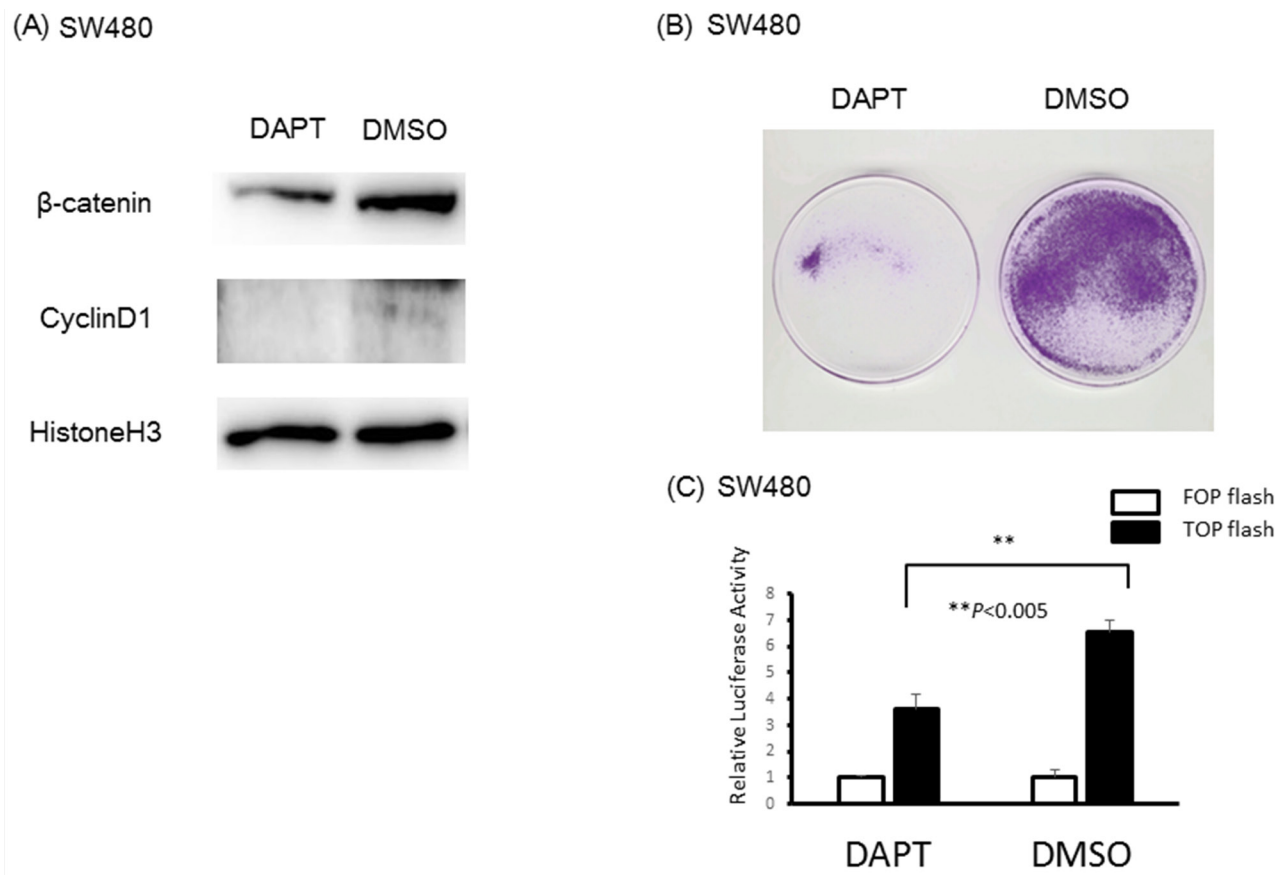 (A) SW480
DAPT DMSO
β-catenin
CyclinD1
HistoneH3
(B) SW480
DAPT DMSO
(C) SW480
FOP flash
TOP flash
**
**P<0.005
Relative Luciferase Activity
8
7
6
5
4
3
2
1
0
DAPT DMSO